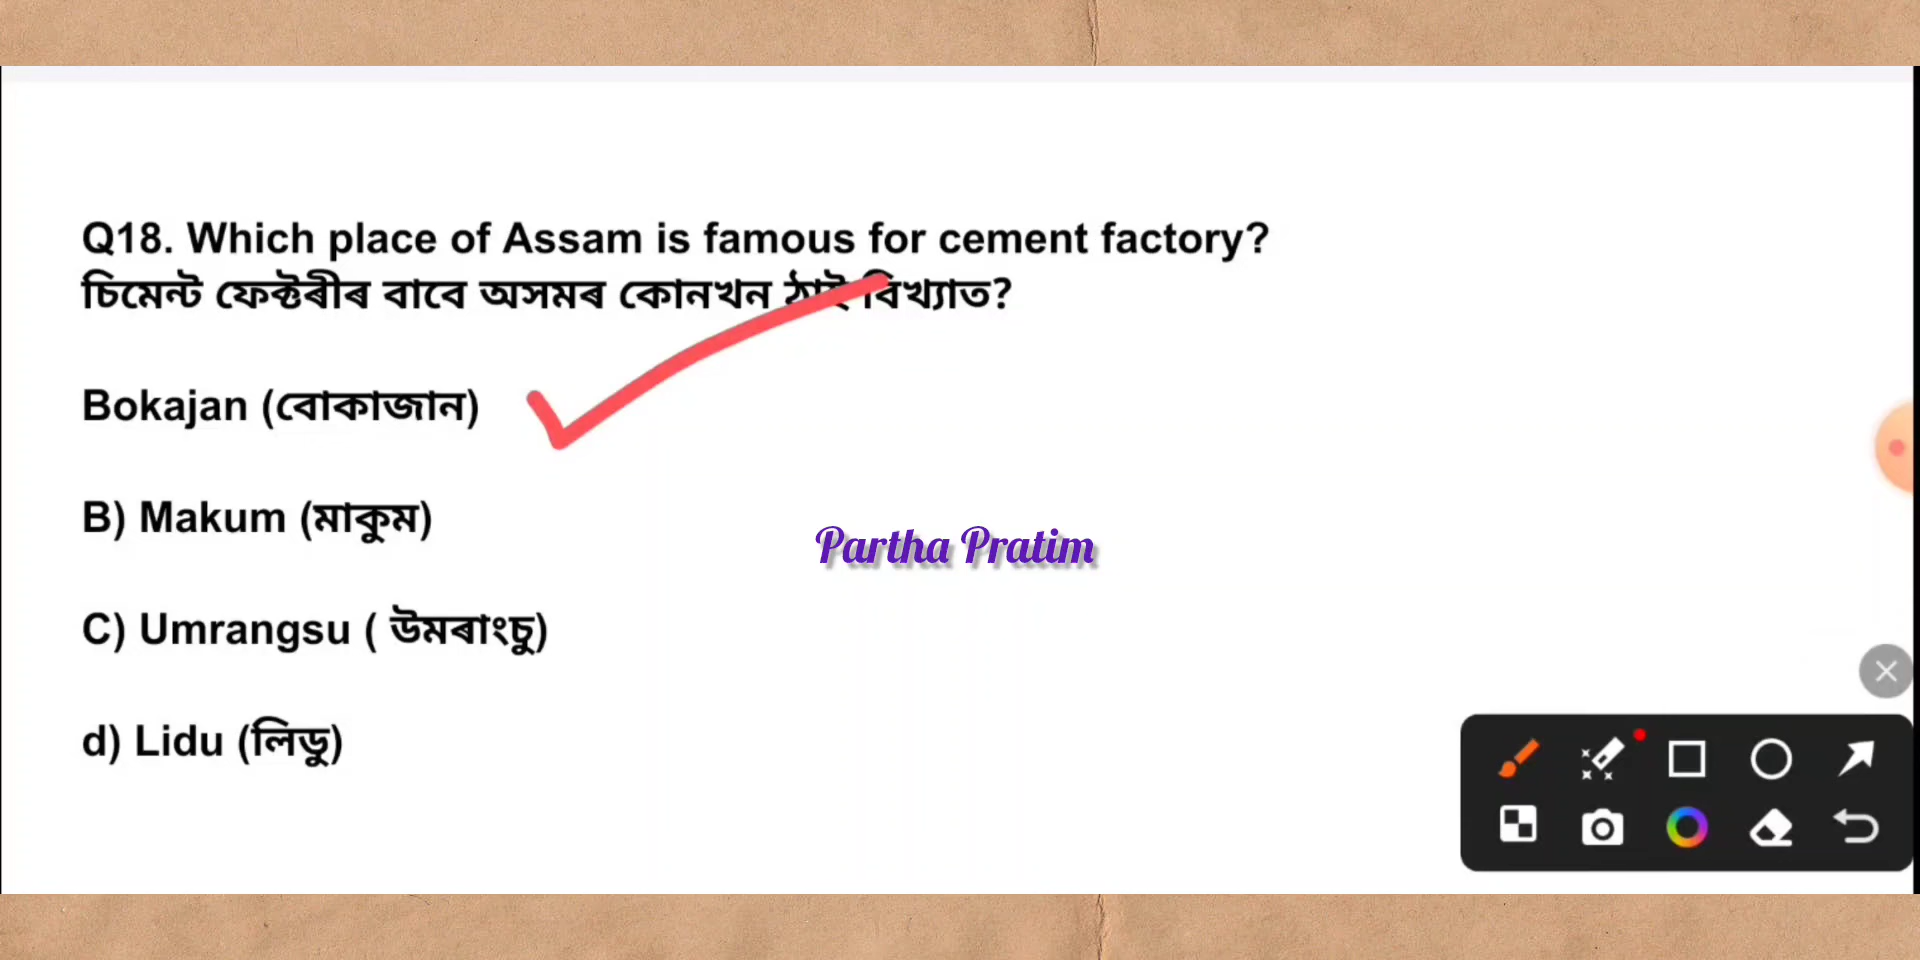 Q18. Which place of Assam is famous for cement factory?
চিমেন্ট ফেক্টৰীৰ বাবে অসমৰ কোনখন ঠাই বিখ্যাত?
Bokajan (বোকাজান)
B) Makum (মাকুম)
Partha Pratim
C) Umrangsu ( উমৰাংচু)
d) Lidu (লিডু)